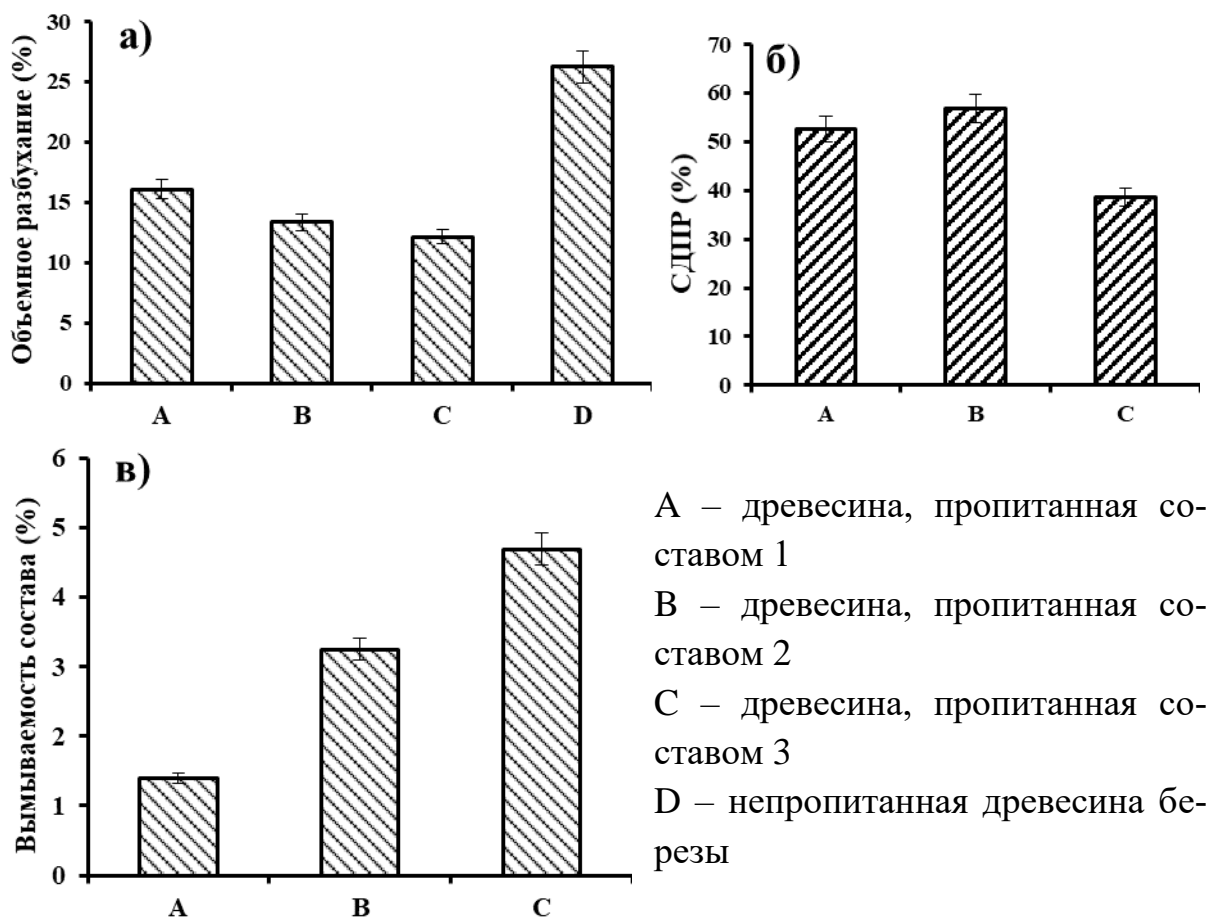 а)
Объемное разбухание (%)
30
25
20
15
10
5
0
A
B
C
D
б)
СДПР (%)
70
60
50
40
30
20
10
0
A
B
C
в)
Вымываемость состава (%)
6
5
4
3
2
1
0
A
B
C
A – древесина, пропитанная со-
ставом 1
B – древесина, пропитанная со-
ставом 2
C – древесина, пропитанная со-
ставом 3
D – непропитанная древесина бе-
резы